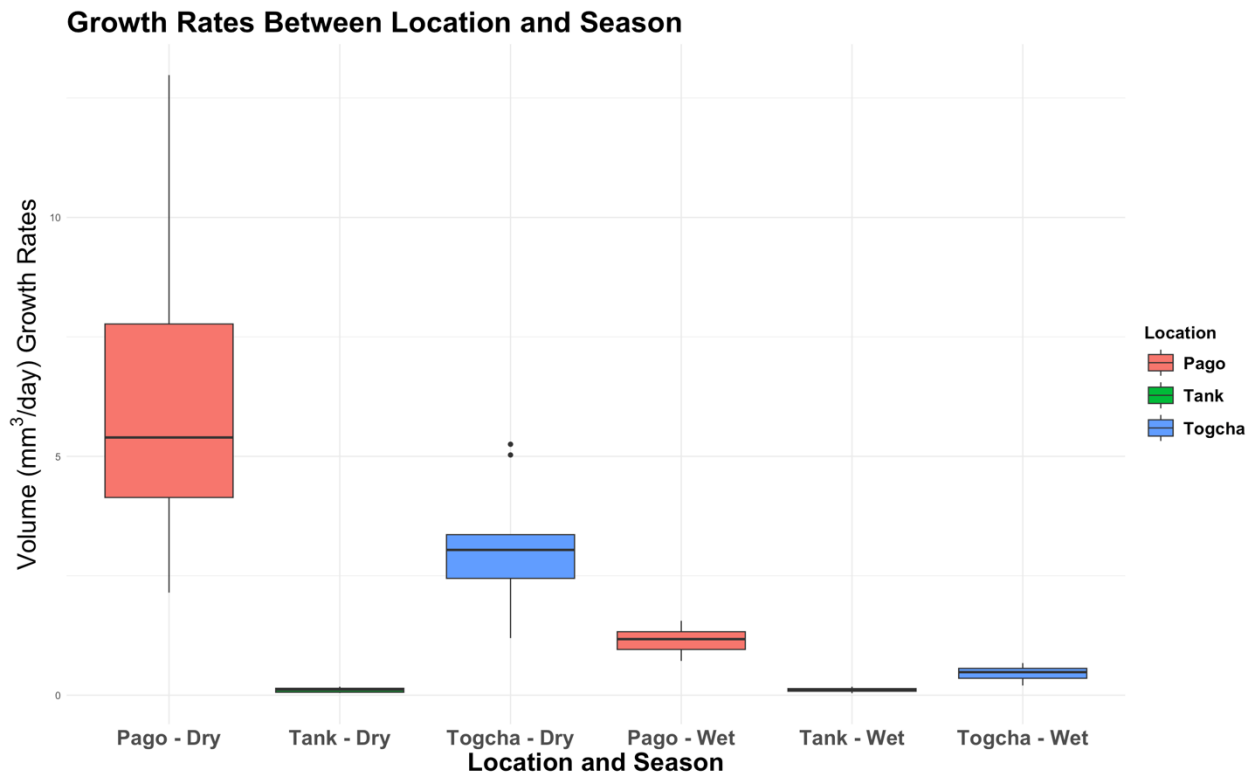 Growth Rates Between Location and Season
Volume (mm³/day) Growth Rates
10
5
0
Pago - Dry
Tank - Dry
Togcha - Dry
Pago - Wet
Tank - Wet
Togcha - Wet
Location and Season
Location
Pago
Tank
Togcha